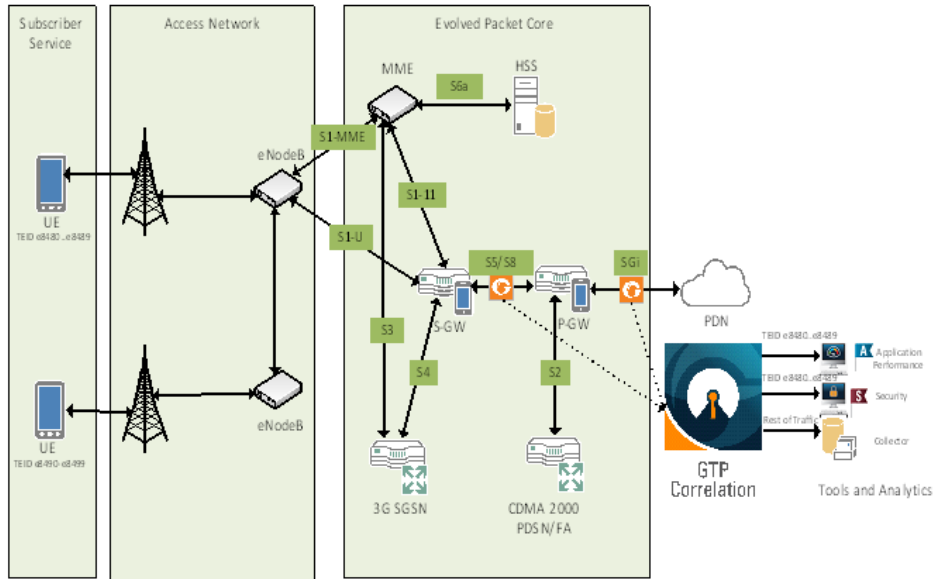 Subscriber
Service
Access Network
Evolved Packet Core
MME
HSS
S6a
S1-MME
eNodeB
S1-11
UE
TEID e8480..e8489
S1-U
S5/S8
SGi
S-GW
P-GW
PDN
S3
S4
S2
TEID e8480..e8489
Application
Performance
A
TEID e8480..e8489
Security
S
Rest of Traffic
Collector
eNodeB
UE
TEID e8490-e8499
GTP
Correlation
Tools and Analytics
3G SGSN
CDMA 2000
PDSN/FA